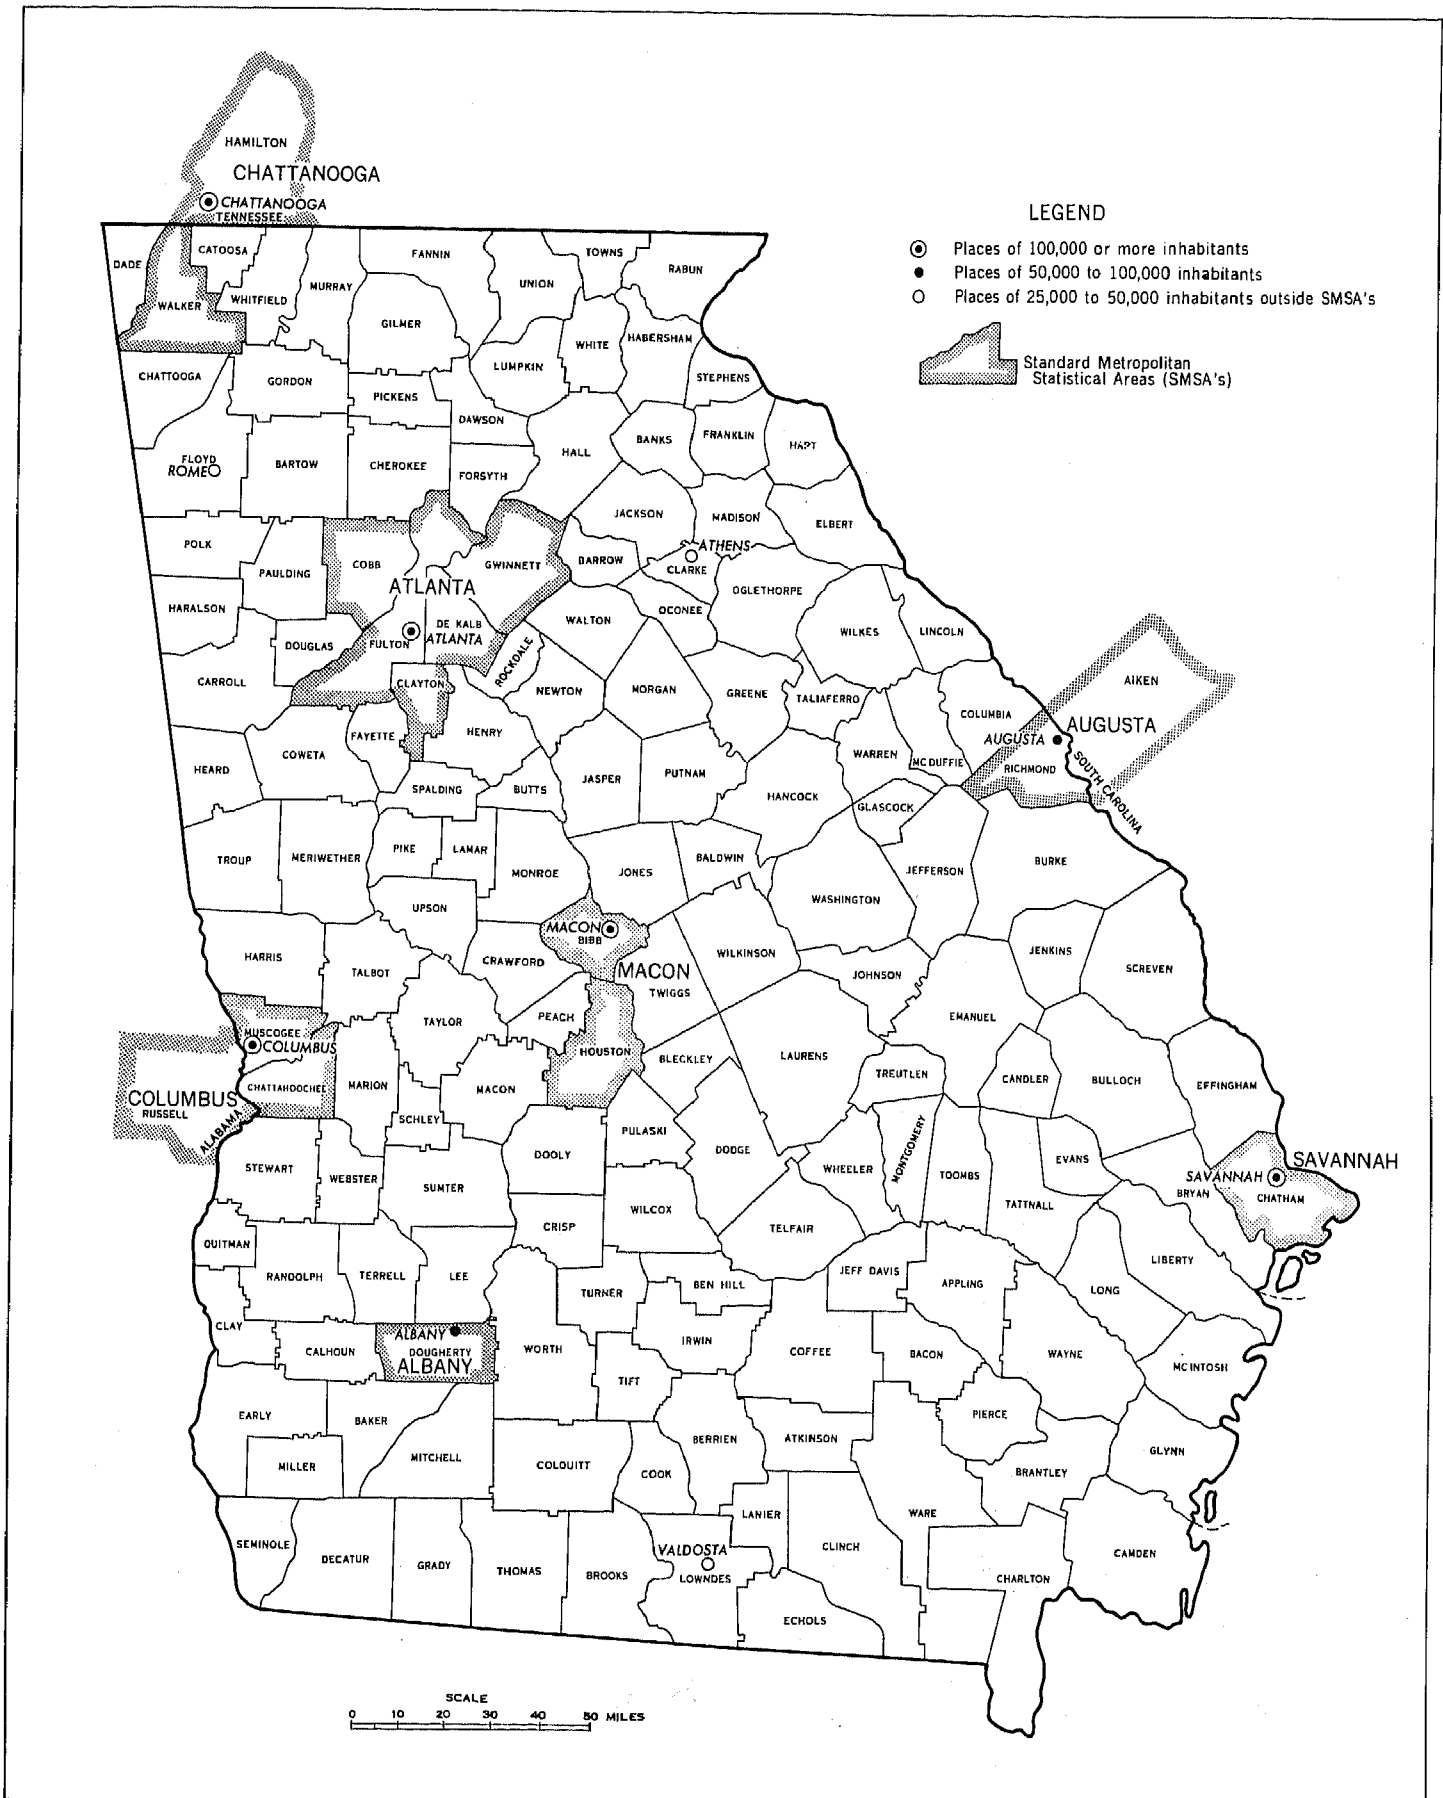 HAMILTON
CHATTANOOGA
CHATTANOOGA
TENNESSEE
LEGEND
Places of 100,000 or more inhabitants
Places of 50,000 to 100,000 inhabitants
Places of 25,000 to 50,000 inhabitants outside SMSA's
Standard Metropolitan
Statistical Areas (SMSA's)
DADE
CATOOSA
FANNIN
TOWNS
RABUN
UNION
MURRAY
WHITFIELD
WALKER
GILMER
WHITE
HABERSHAM
LUMPKIN
STEPHENS
CHATTOOGA
GORDON
PICKENS
DAWSON
HALL
BANKS
FRANKLIN
HART
FLOYD
ROME
BARTOW
CHEROKEE
FORSYTH
JACKSON
MADISON
ELBERT
POLK
PAULDING
COBB
GWINNETT
BARROW
ATHENS
CLARKE
ATLANTA
OGLETHORPE
HARALSON
OCONEE
WALTON
DOUGLAS
FULTON
DE KALB
ATLANTA
ROCKDALE
WILKES
LINCOLN
CARROLL
CLAYTON
NEWTON
MORGAN
GREENE
TALIAFERRO
AIKEN
COLUMBIA
AUGUSTA
AUGUSTA
RICHMOND
SOUTH CAROLINA
COWETA
FAYETTE
HENRY
WARREN
MC DUFFIE
HEARD
SPALDING
BUTTS
JASPER
PUTNAM
HANCOCK
GLASCOCK
TROUP
MERIWETHER
PIKE
LAMAR
MONROE
JONES
BALDWIN
JEFFERSON
BURKE
UPSON
WASHINGTON
MACON
BIBB
HARRIS
TALBOT
CRAWFORD
MACON
TWIGGS
WILKINSON
JOHNSON
JENKINS
SCREVEN
MUSCOGEE
COLUMBUS
TAYLOR
PEACH
EMANUEL
HOUSTON
BLECKLEY
LAURENS
CHATTAHOOCHEE
MARION
MACON
TREUTLEN
CANDLER
BULLOCH
EFFINGHAM
COLUMBUS
RUSSELL
ALABAMA
SCHLEY
PULASKI
DODGE
MONTGOMERY
STEWART
WEBSTER
SUMTER
DOOLY
WHEELER
TOOMBS
EVANS
SAVANNAH
SAVANNAH
BRYAN
CHATHAM
TATTNALL
CRISP
WILCOX
TELFAIR
QUITMAN
RANDOLPH
TERRELL
LEE
TURNER
BEN HILL
JEFF DAVIS
APPLING
LIBERTY
LONG
CLAY
CALHOUN
ALBANY
DOUGHERTY
ALBANY
WORTH
IRWIN
COFFEE
BACON
WAYNE
MC INTOSH
TIFT
EARLY
BAKER
PIERCE
BERRIEN
ATKINSON
MILLER
MITCHELL
COLQUITT
COOK
BRANTLEY
GLYNN
LANIER
WARE
SEMINOLE
DECATUR
GRADY
THOMAS
BROOKS
VALDOSTA
LOWNDES
CLINCH
CHARLTON
CAMDEN
ECHOLS
SCALE
0 10 20 30 40 50 MILES